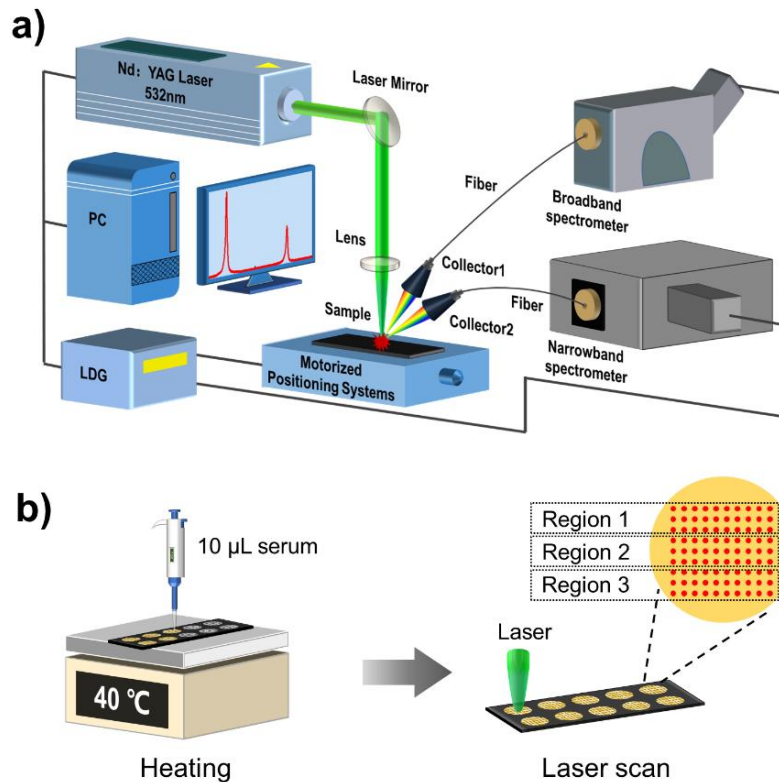 a)
Nd: YAG Laser
532nm
Laser Mirror
PC
Lens
Fiber
Broadband
spectrometer
Collector1
Collector2
Fiber
Sample
LDG
Motorized
Positioning Systems
Narrowband
spectrometer
b)
10 μL serum
40 ℃
Heating
Region 1
Region 2
Region 3
Laser
Laser scan